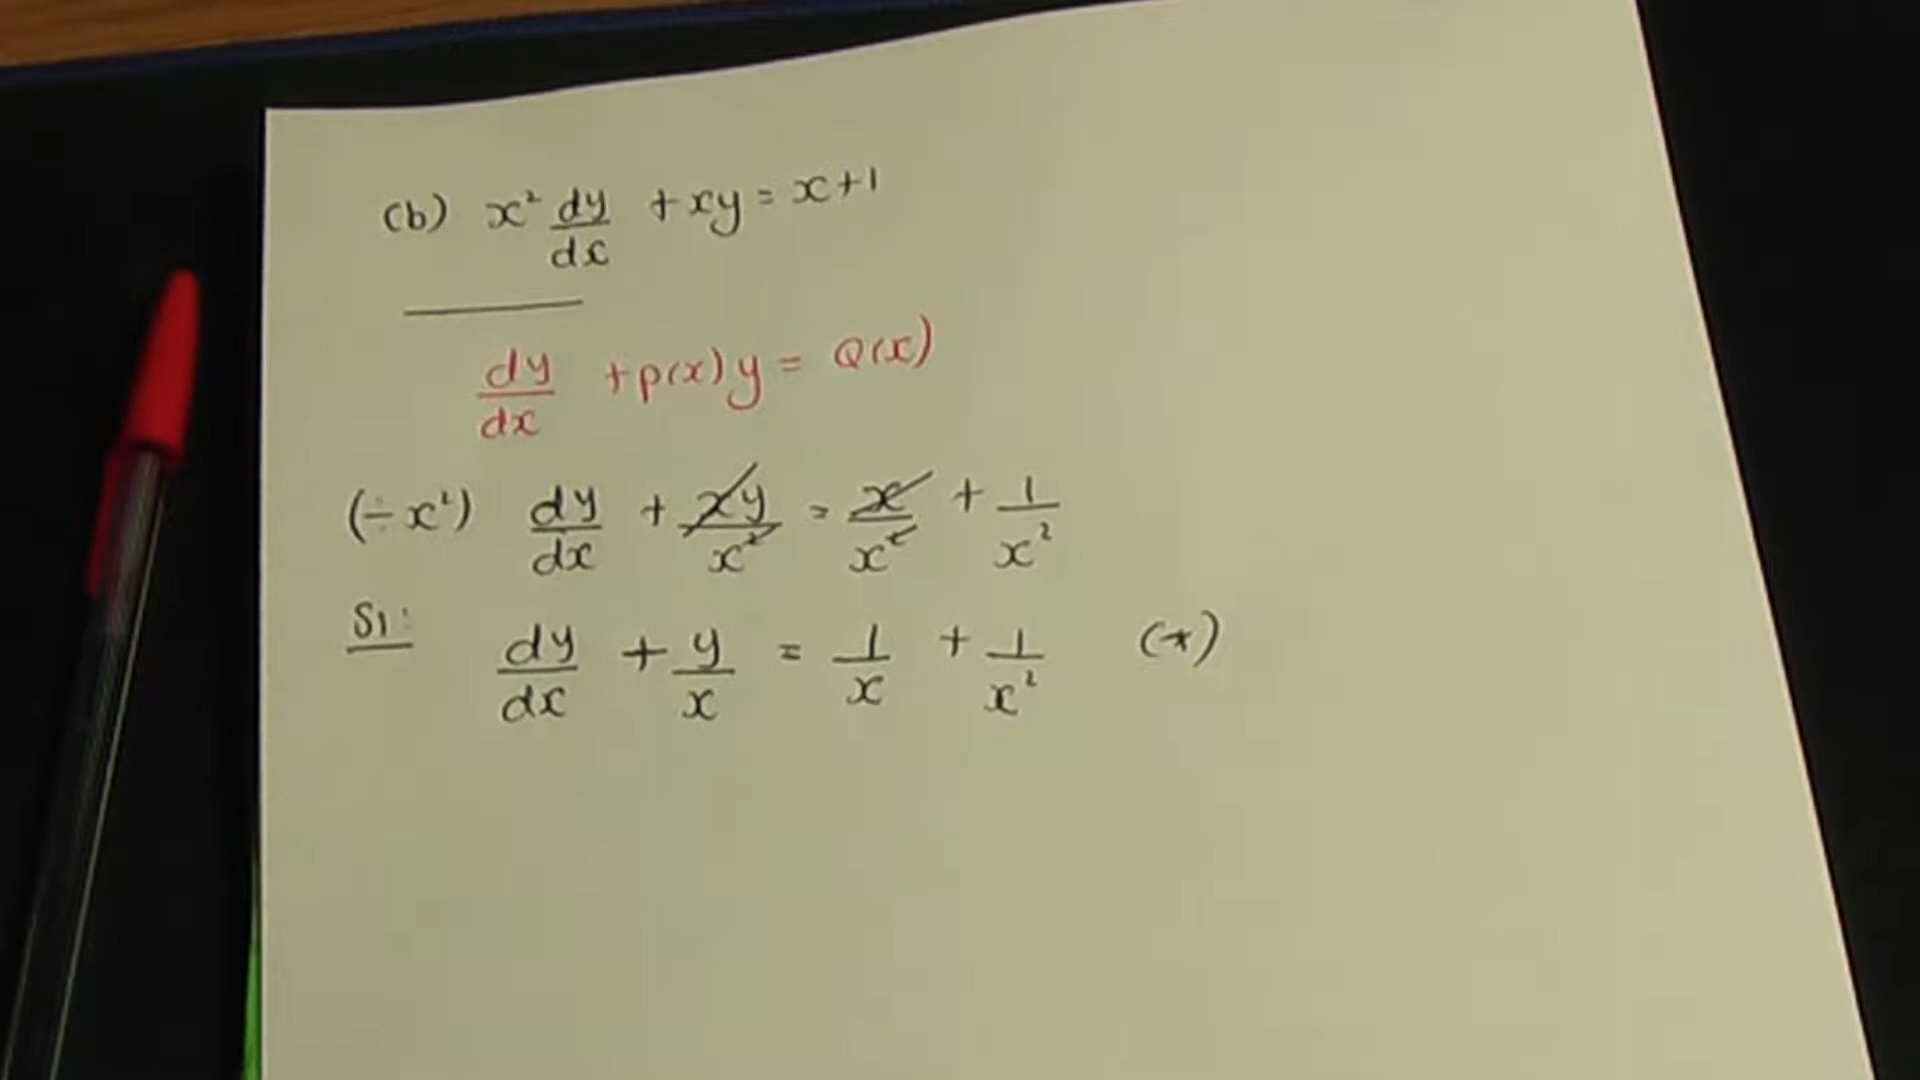 (b) x² dy/dx + xy = x+1
dy/dx + p(x)y = Q(x)
(÷x²) dy/dx + xy/x² = x/x² + 1/x²
S1: dy/dx + y/x = 1/x + 1/x² (*)